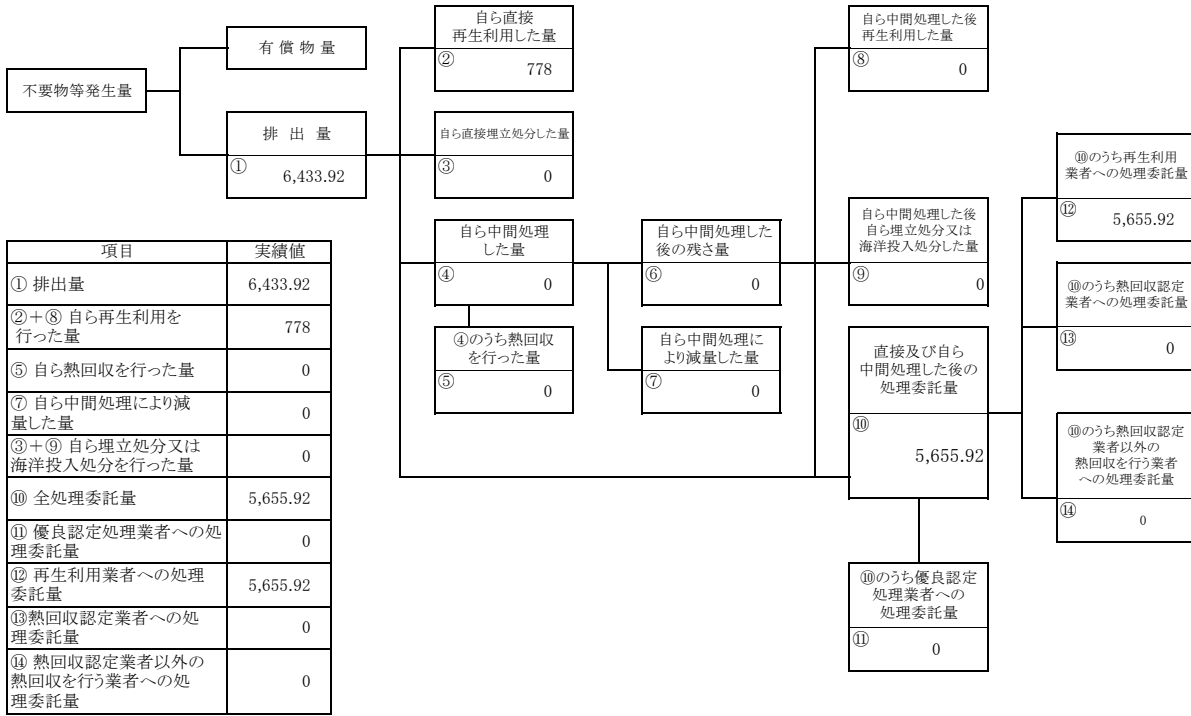 不要物等発生量
有 償 物 量
排 出 量
① 6,433.92
自ら直接
再生利用した量
② 778
自ら直接埋立処分した量
③ 0
自ら中間処理
した量
④ 0
④のうち熱回収
を行った量
⑤ 0
自ら中間処理した
後の残さ量
⑥ 0
自ら中間処理に
より減量した量
⑦ 0
自ら中間処理した後
再生利用した量
⑧ 0
自ら中間処理した後
自ら埋立処分又は
海洋投入処分した量
⑨ 0
直接及び自ら
中間処理した後の
処理委託量
⑩
5,655.92
⑩のうち優良認定
処理業者への
処理委託量
⑪ 0
⑩のうち再生利用
業者への処理委託量
⑫ 5,655.92
⑩のうち熱回収認定
業者への処理委託量
⑬ 0
⑩のうち熱回収認定
業者以外の
熱回収を行う業者
への処理委託量
⑭ 0
項目 実績値
① 排出量 6,433.92
②＋⑧ 自ら再生利用を
行った量 778
⑤ 自ら熱回収を行った量 0
⑦ 自ら中間処理により減
量した量 0
③＋⑨ 自ら埋立処分又は
海洋投入処分を行った量 0
⑩ 全処理委託量 5,655.92
⑪ 優良認定処理業者への処
理委託量 0
⑫ 再生利用業者への処理
委託量 5,655.92
⑬熱回収認定業者への処
理委託量 0
⑭ 熱回収認定業者以外の
熱回収を行う業者への処
理委託量 0